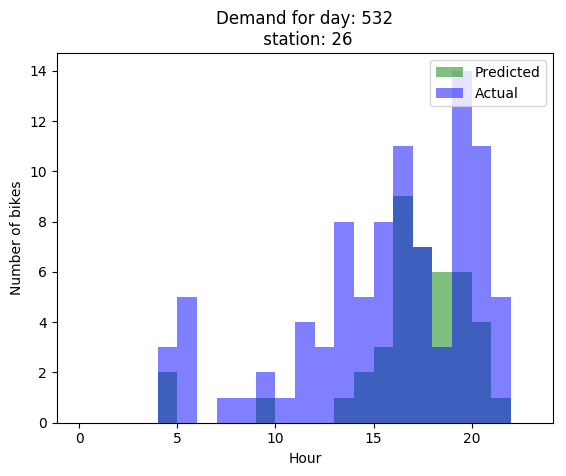 Demand for day: 532
station: 26
Predicted
Actual
14
12
10
8
6
4
2
0
Number of bikes
0 5 10 15 20
Hour